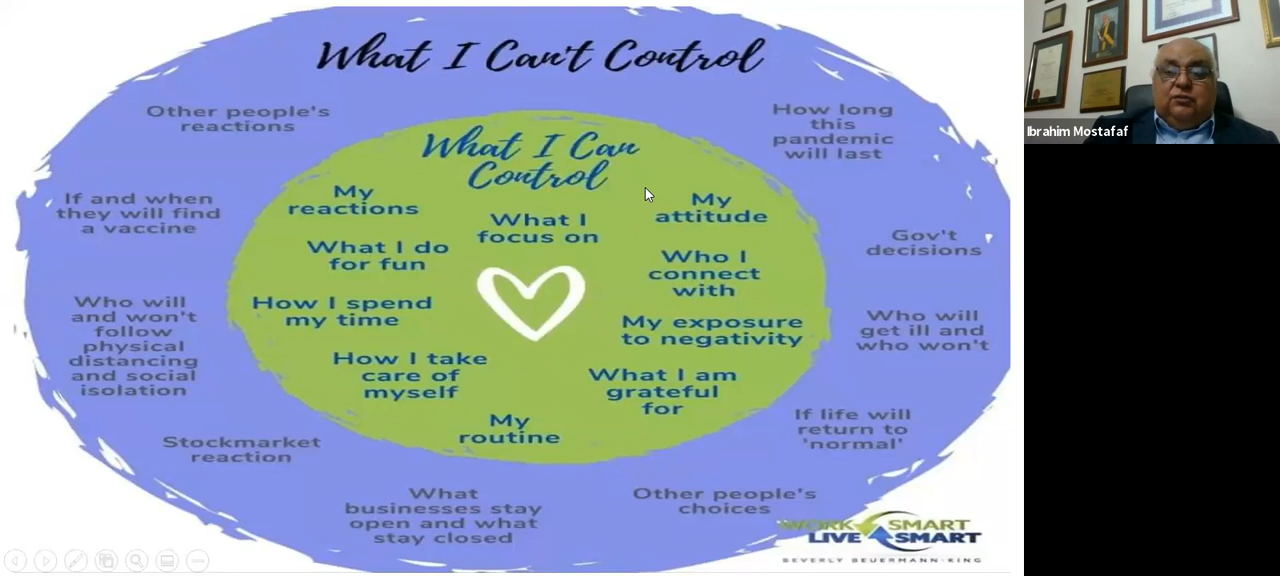 What I Can't Control
Other people's
reactions
How long
this
pandemic
will last
If and when
they will find
a vaccine
Gov't
decisions
Who will
and won't
follow
physical
distancing
and social
isolation
Who will
get ill and
who won't
Stockmarket
reaction
If life will
return to
'normal'
What
businesses stay
open and what
stay closed
Other people's
choices
What I Can
Control
My
reactions
What I
focus on
My
attitude
What I do
for fun
Who I
connect
with
How I spend
my time
My exposure
to negativity
How I take
care of
myself
What I am
grateful
for
My
routine
WORK SMART
LIVE SMART
BEVERLY BEUERMANN-KING
Ibrahim Mostafaf